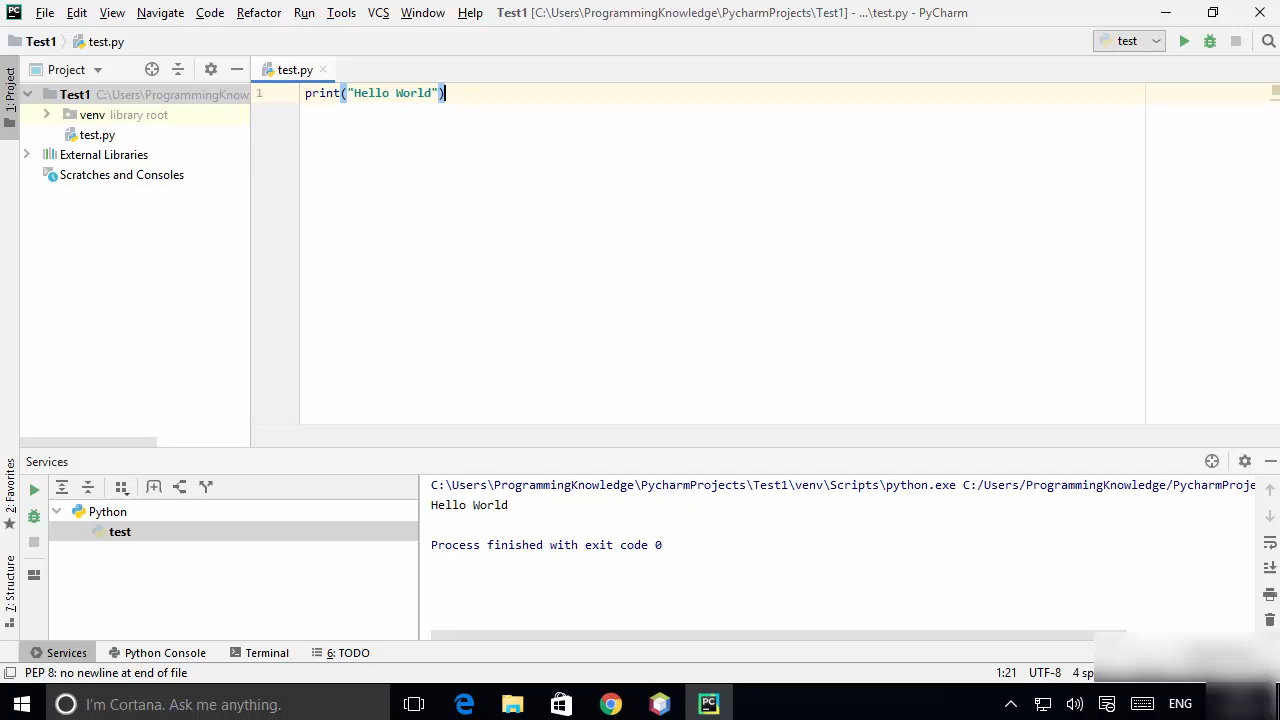 File Edit View Navigate Code Refactor Run Tools VCS Window Help Test1 [C:\Users\ProgrammingKnowledge\PycharmProjects\Test1] - ...\test.py - PyCharm
Test1 test.py test
1: Project
Project
test.py
Test1 C:\Users\ProgrammingKnow
1 print("Hello World")
venv library root
test.py
External Libraries
Scratches and Consoles
2: Favorites
7: Structure
Services
C:\Users\ProgrammingKnowledge\PycharmProjects\Test1\venv\Scripts\python.exe C:/Users/ProgrammingKnowledge/PycharmProje
Python
Hello World
test
Process finished with exit code 0
Services Python Console Terminal 6: TODO
PEP 8: no newline at end of file 1:21 UTF-8 4 sp
I'm Cortana. Ask me anything. ENG